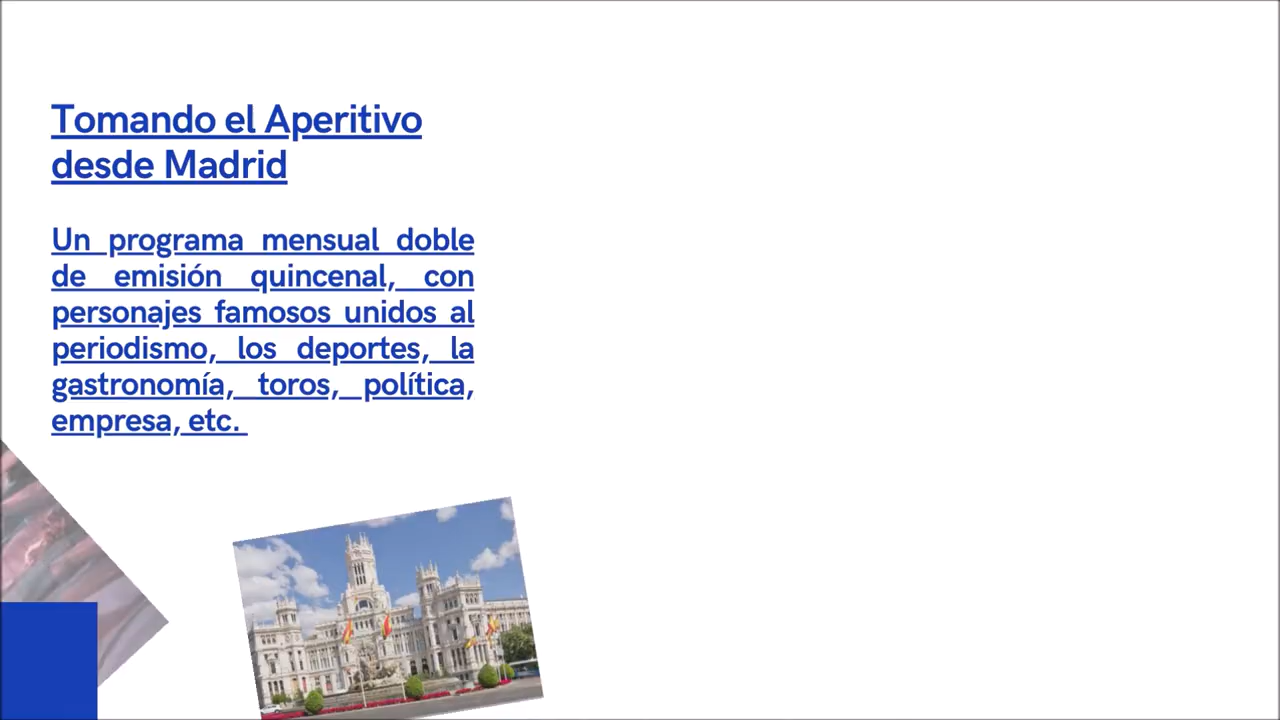 Tomando el Aperitivo
desde Madrid
Un programa mensual doble
de emisión quincenal, con
personajes famosos unidos al
periodismo, los deportes, la
gastronomía, toros, política,
empresa, etc.